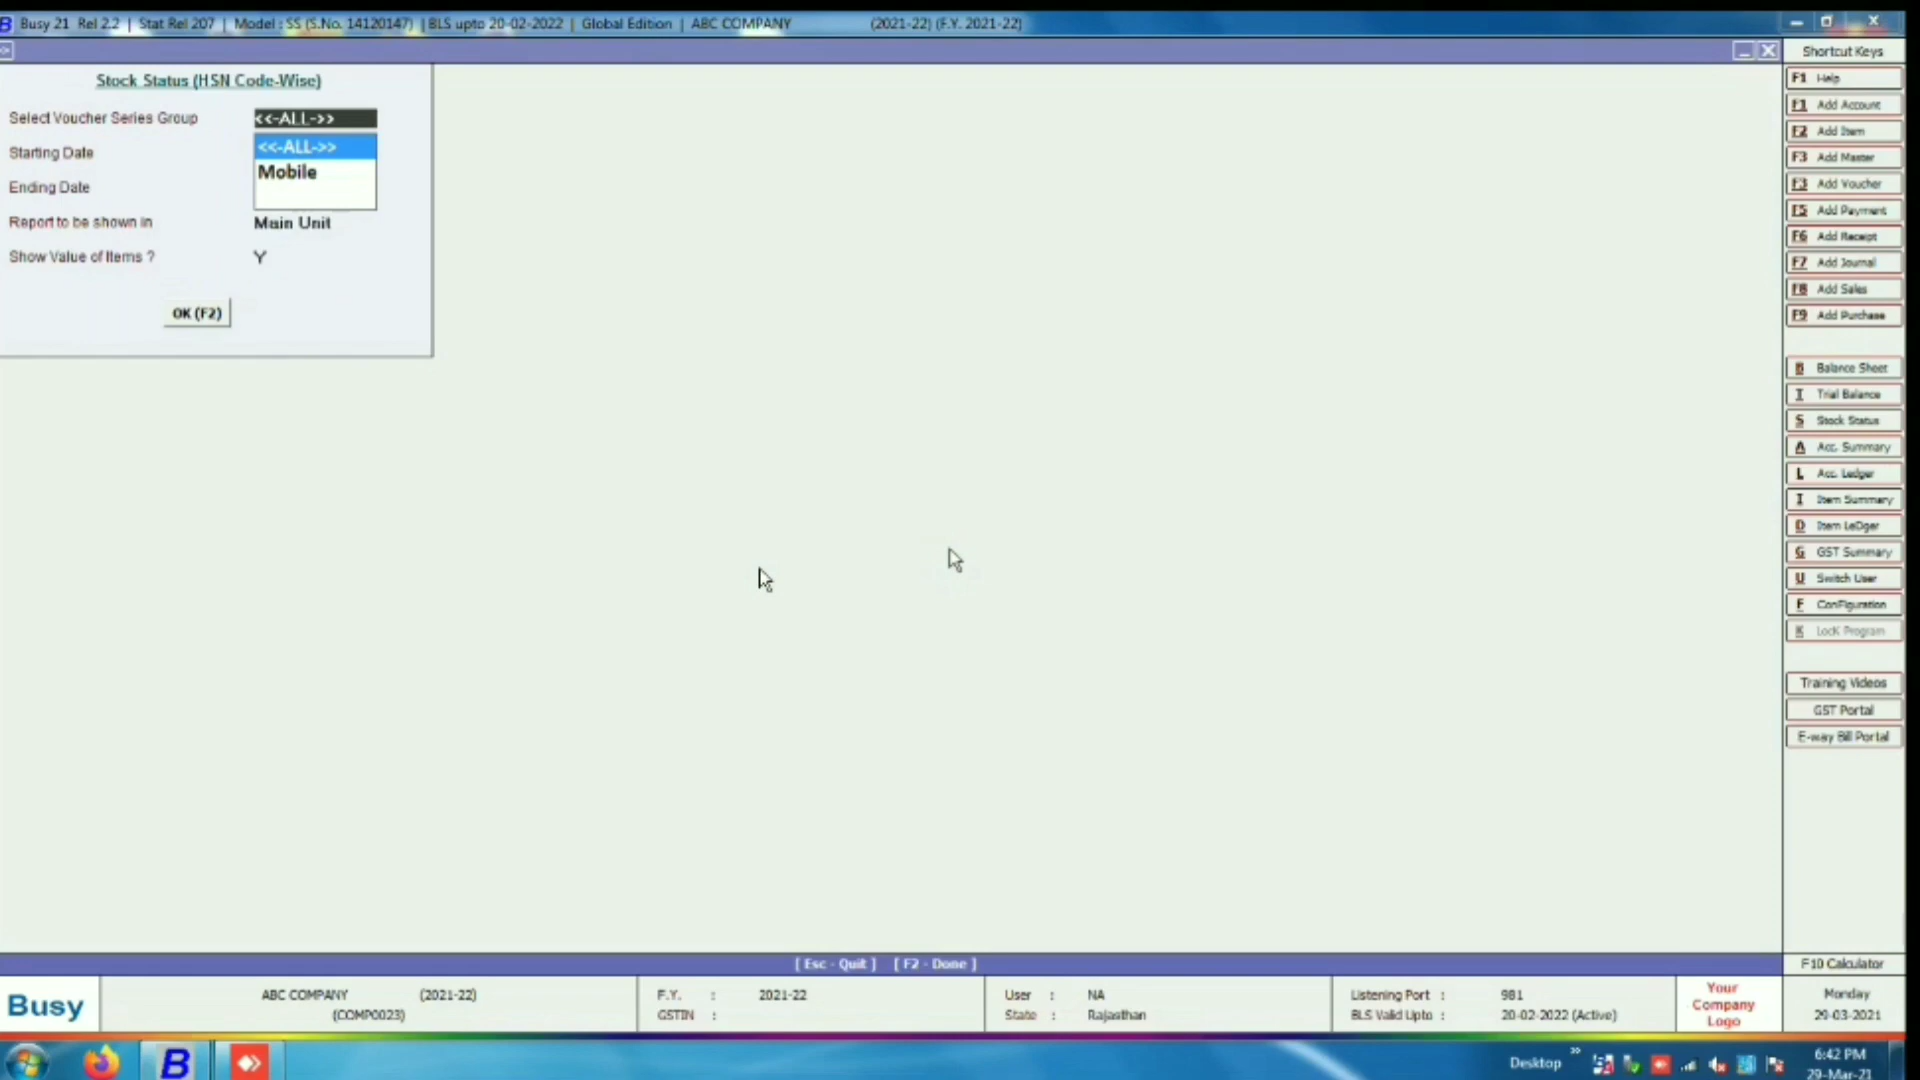 Busy 21 Rel 2.2 | Stat Rel 207 | Model : SS (S.No. 14120147) | BLS upto 20-02-2022 | Global Edition | ABC COMPANY (2021-22) (F.Y. 2021-22)
Shortcut Keys
Stock Status (HSN Code-Wise)
Select Voucher Series Group <<-ALL->>
<<-ALL->>
Starting Date
Mobile
Ending Date
Report to be shown in Main Unit
Show Value of Items ? Y
OK (F2)
F1 Help
F1 Add Account
F2 Add Item
F3 Add Master
F3 Add Voucher
F5 Add Payment
F6 Add Receipt
F7 Add Journal
F8 Add Sales
F9 Add Purchase
B Balance Sheet
T Trial Balance
S Stock Status
A Acc. Summary
L Acc. Ledger
I Item Summary
D Item LeDger
G GST Summary
U Switch User
F ConFiguration
K LocK Program
Training Videos
GST Portal
E-way Bill Portal
[ Esc - Quit ] [ F2 - Done ]
F10 Calculator
Busy
ABC COMPANY (2021-22)
(COMP0023)
F.Y. : 2021-22
GSTIN :
User : NA
State : Rajasthan
Listening Port : 981
BLS Valid Upto : 20-02-2022 (Active)
Your
Company
Logo
Monday
29-03-2021
B
Desktop »
6:42 PM
29-Mar-21